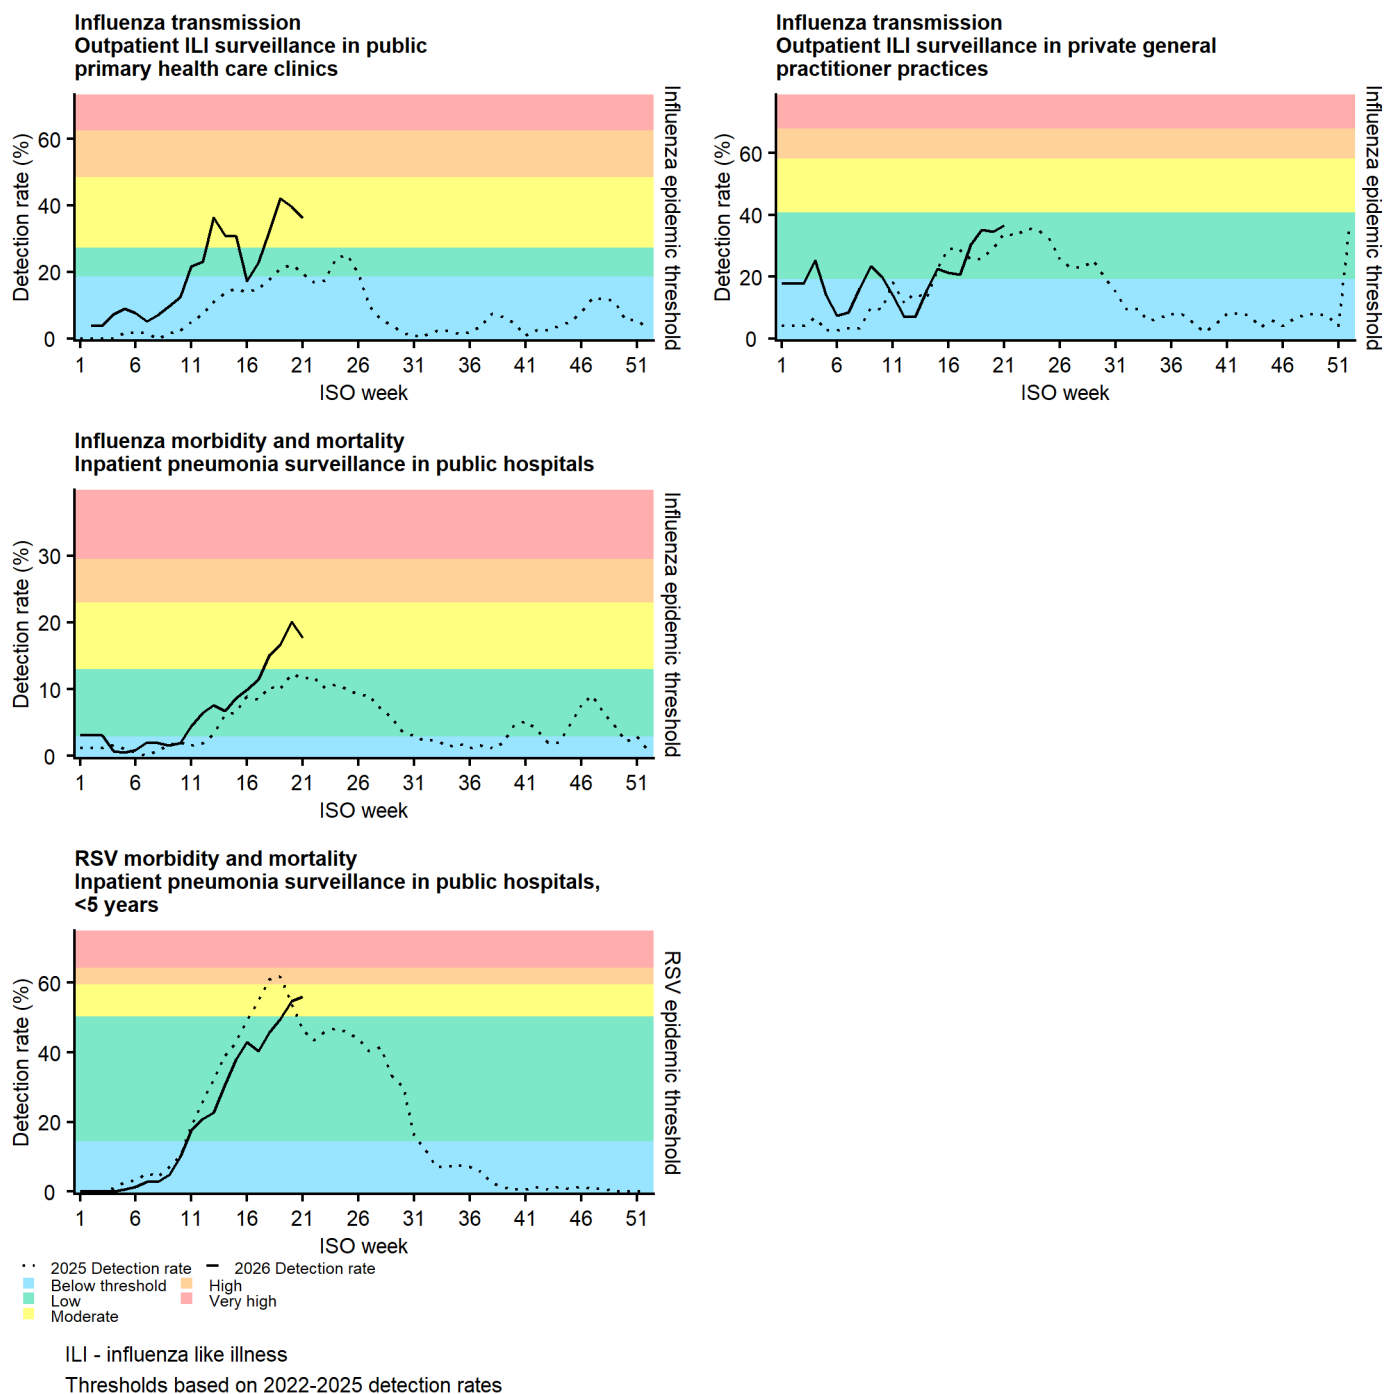 Influenza transmission
Outpatient ILI surveillance in public
primary health care clinics
Detection rate (%)
60
40
20
0
1 6 11 16 21 26 31 36 41 46 51
ISO week
Influenza epidemic threshold
Influenza transmission
Outpatient ILI surveillance in private general
practitioner practices
Detection rate (%)
60
40
20
0
1 6 11 16 21 26 31 36 41 46 51
ISO week
Influenza epidemic threshold
Influenza morbidity and mortality
Inpatient pneumonia surveillance in public hospitals
Detection rate (%)
30
20
10
0
1 6 11 16 21 26 31 36 41 46 51
ISO week
Influenza epidemic threshold
RSV morbidity and mortality
Inpatient pneumonia surveillance in public hospitals,
<5 years
Detection rate (%)
60
40
20
0
1 6 11 16 21 26 31 36 41 46 51
ISO week
RSV epidemic threshold
2025 Detection rate 2026 Detection rate
Below threshold High
Low Very high
Moderate
ILI - influenza like illness
Thresholds based on 2022-2025 detection rates